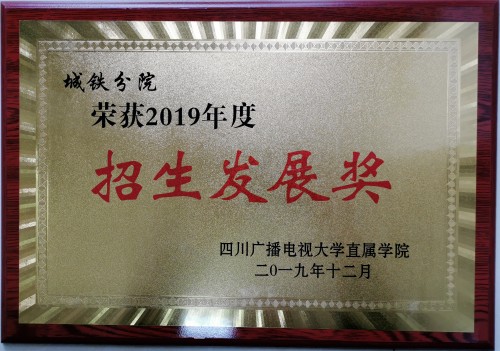 城铁分院
荣获2019年度
招生发展奖
四川广播电视大学直属学院
二0一九年十二月